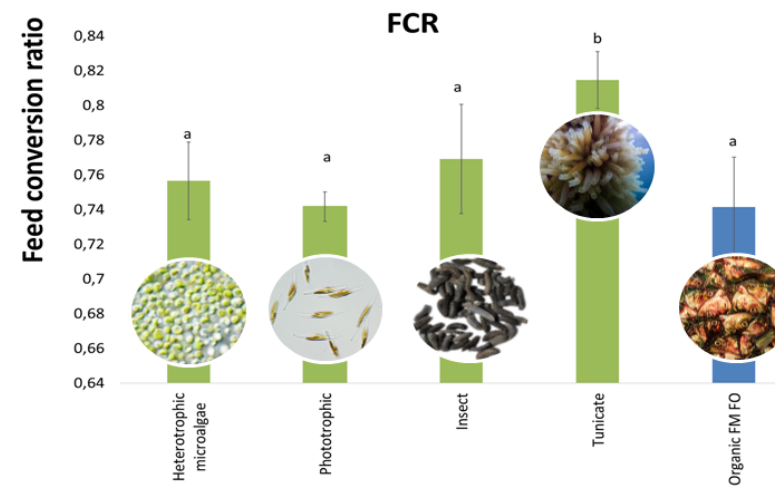 FCR
Feed conversion ratio
0,84
0,82
0,8
0,78
0,76
0,74
0,72
0,7
0,68
0,66
0,64
a
a
a
b
a
Heterotrophic
microalgae
Phototrophic
Insect
Tunicate
Organic FM FO